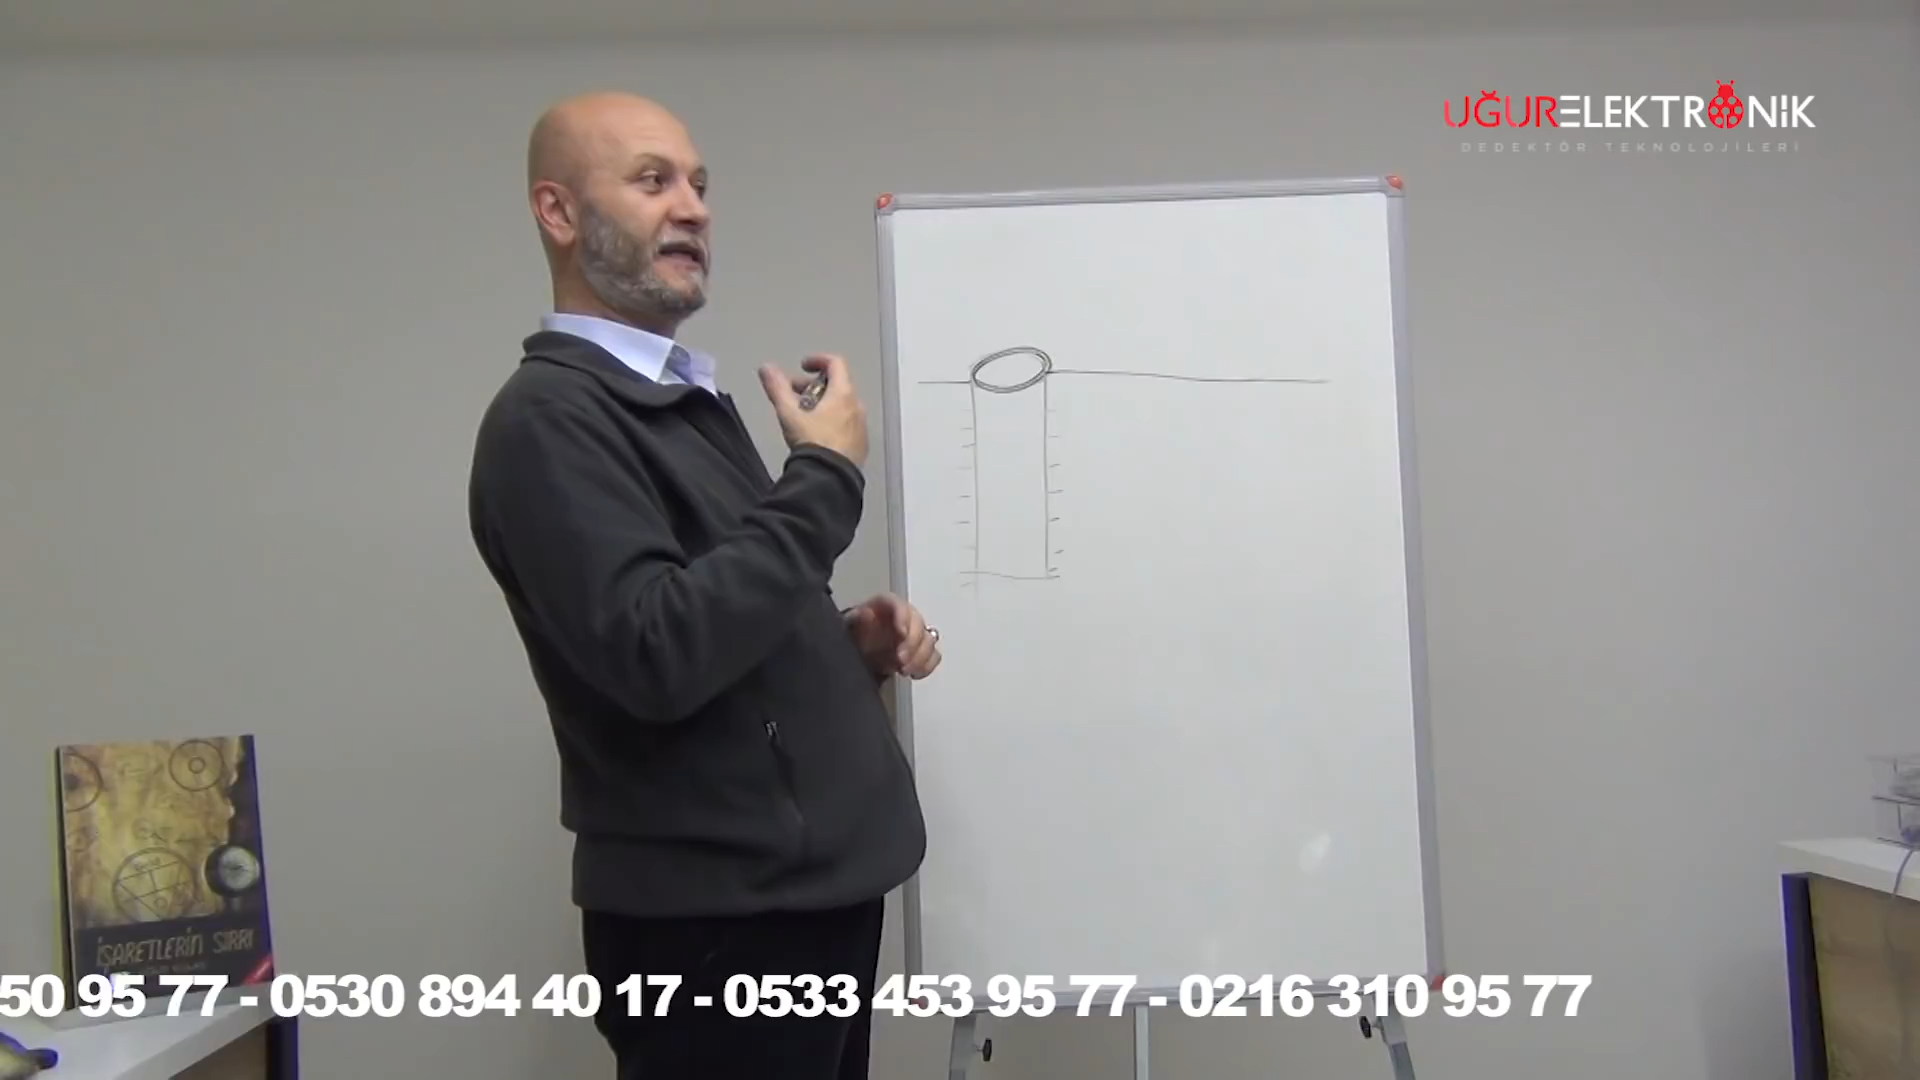 UĞURELEKTRONİK
DEDEKTÖR TEKNOLOJİLERİ
İŞARETLERİN SIRRI
50 95 77 - 0530 894 40 17 - 0533 453 95 77 - 0216 310 95 77